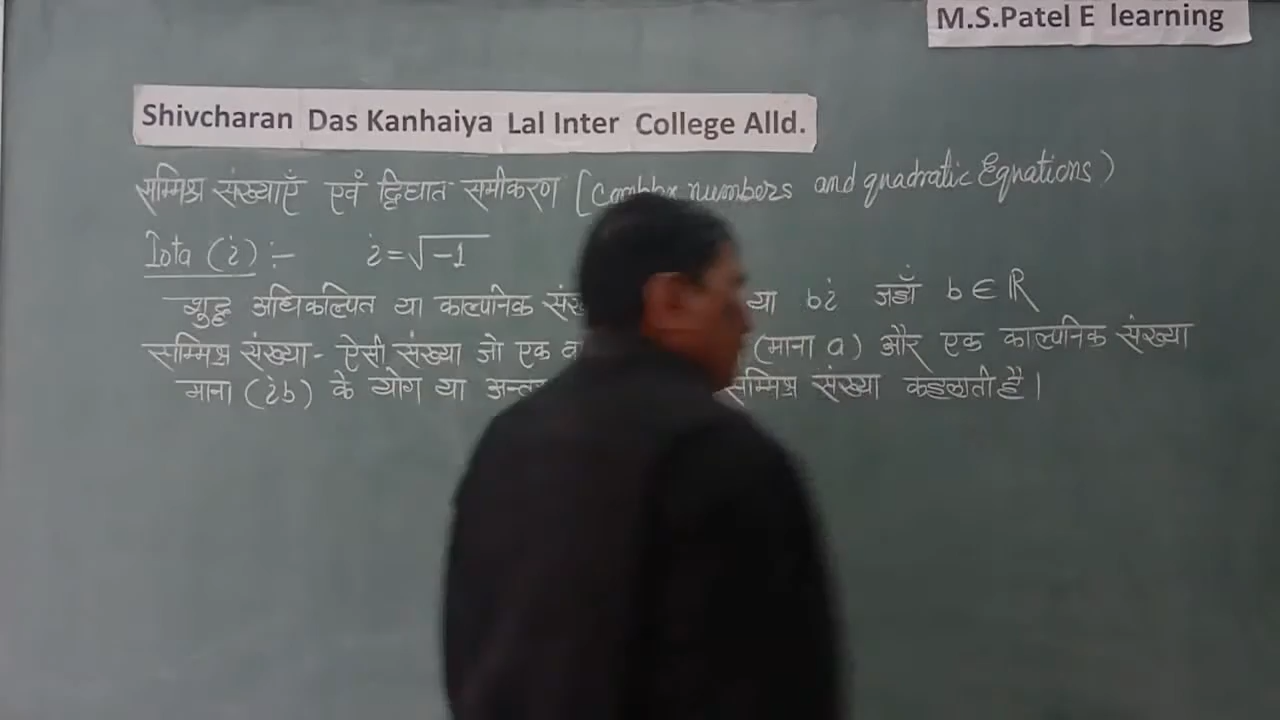 M.S.Patel E learning
Shivcharan Das Kanhaiya Lal Inter College Alld.
सम्मिश्र संख्याएँ एवं द्विघात समीकरण [ numbers and quadratic Equations)
Iota (i) :- i = √-1
शुद्ध अधिकल्पित या काल्पनिक या bi जहाँ b ∈ ℝ
सम्मिश्र संख्या - ऐसी संख्या जो एक (माना a) और एक काल्पनिक संख्या
माना (ib) के योग या सम्मिश्र संख्या कहलाती है।